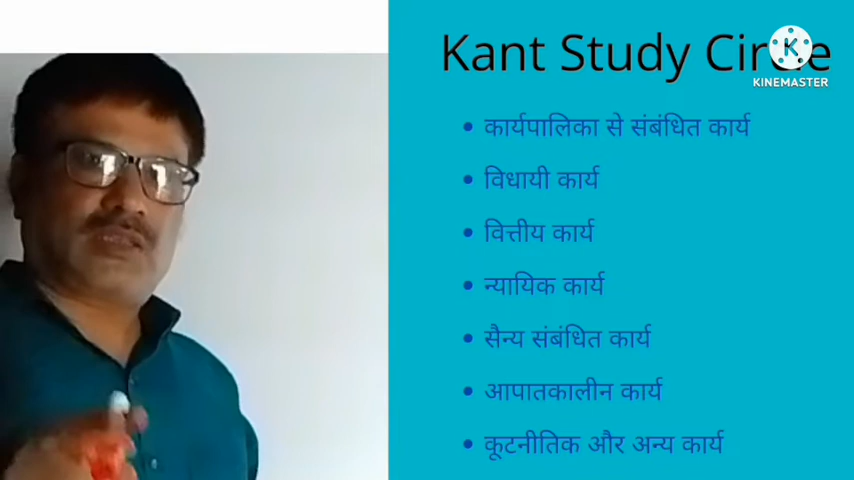 Kant Study Circle
K
KINEMASTER
कार्यपालिका से संबंधित कार्य
विधायी कार्य
वित्तीय कार्य
न्यायिक कार्य
सैन्य संबंधित कार्य
आपातकालीन कार्य
कूटनीतिक और अन्य कार्य